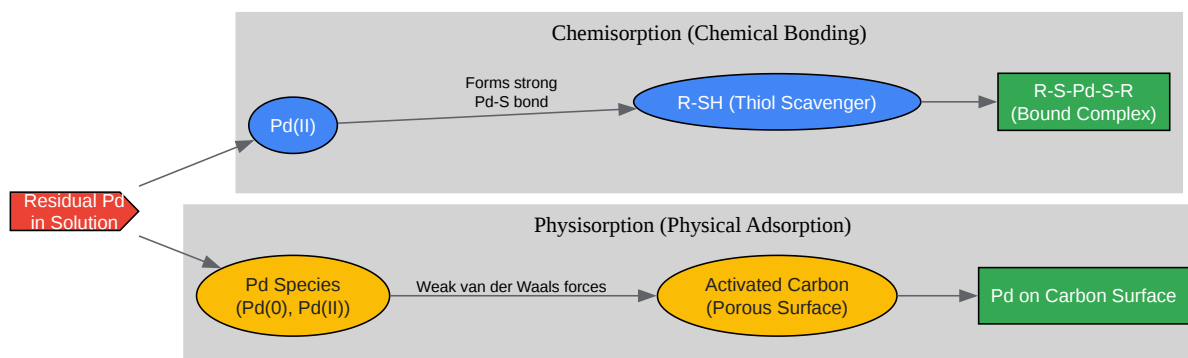 Chemisorption (Chemical Bonding)
Forms strong
Pd-S bond
Pd(II)
R-SH (Thiol Scavenger)
R-S-Pd-S-R
(Bound Complex)
Residual Pd
in Solution
Physisorption (Physical Adsorption)
Pd Species
(Pd(0), Pd(II))
Weak van der Waals forces
Activated Carbon
(Porous Surface)
Pd on Carbon Surface